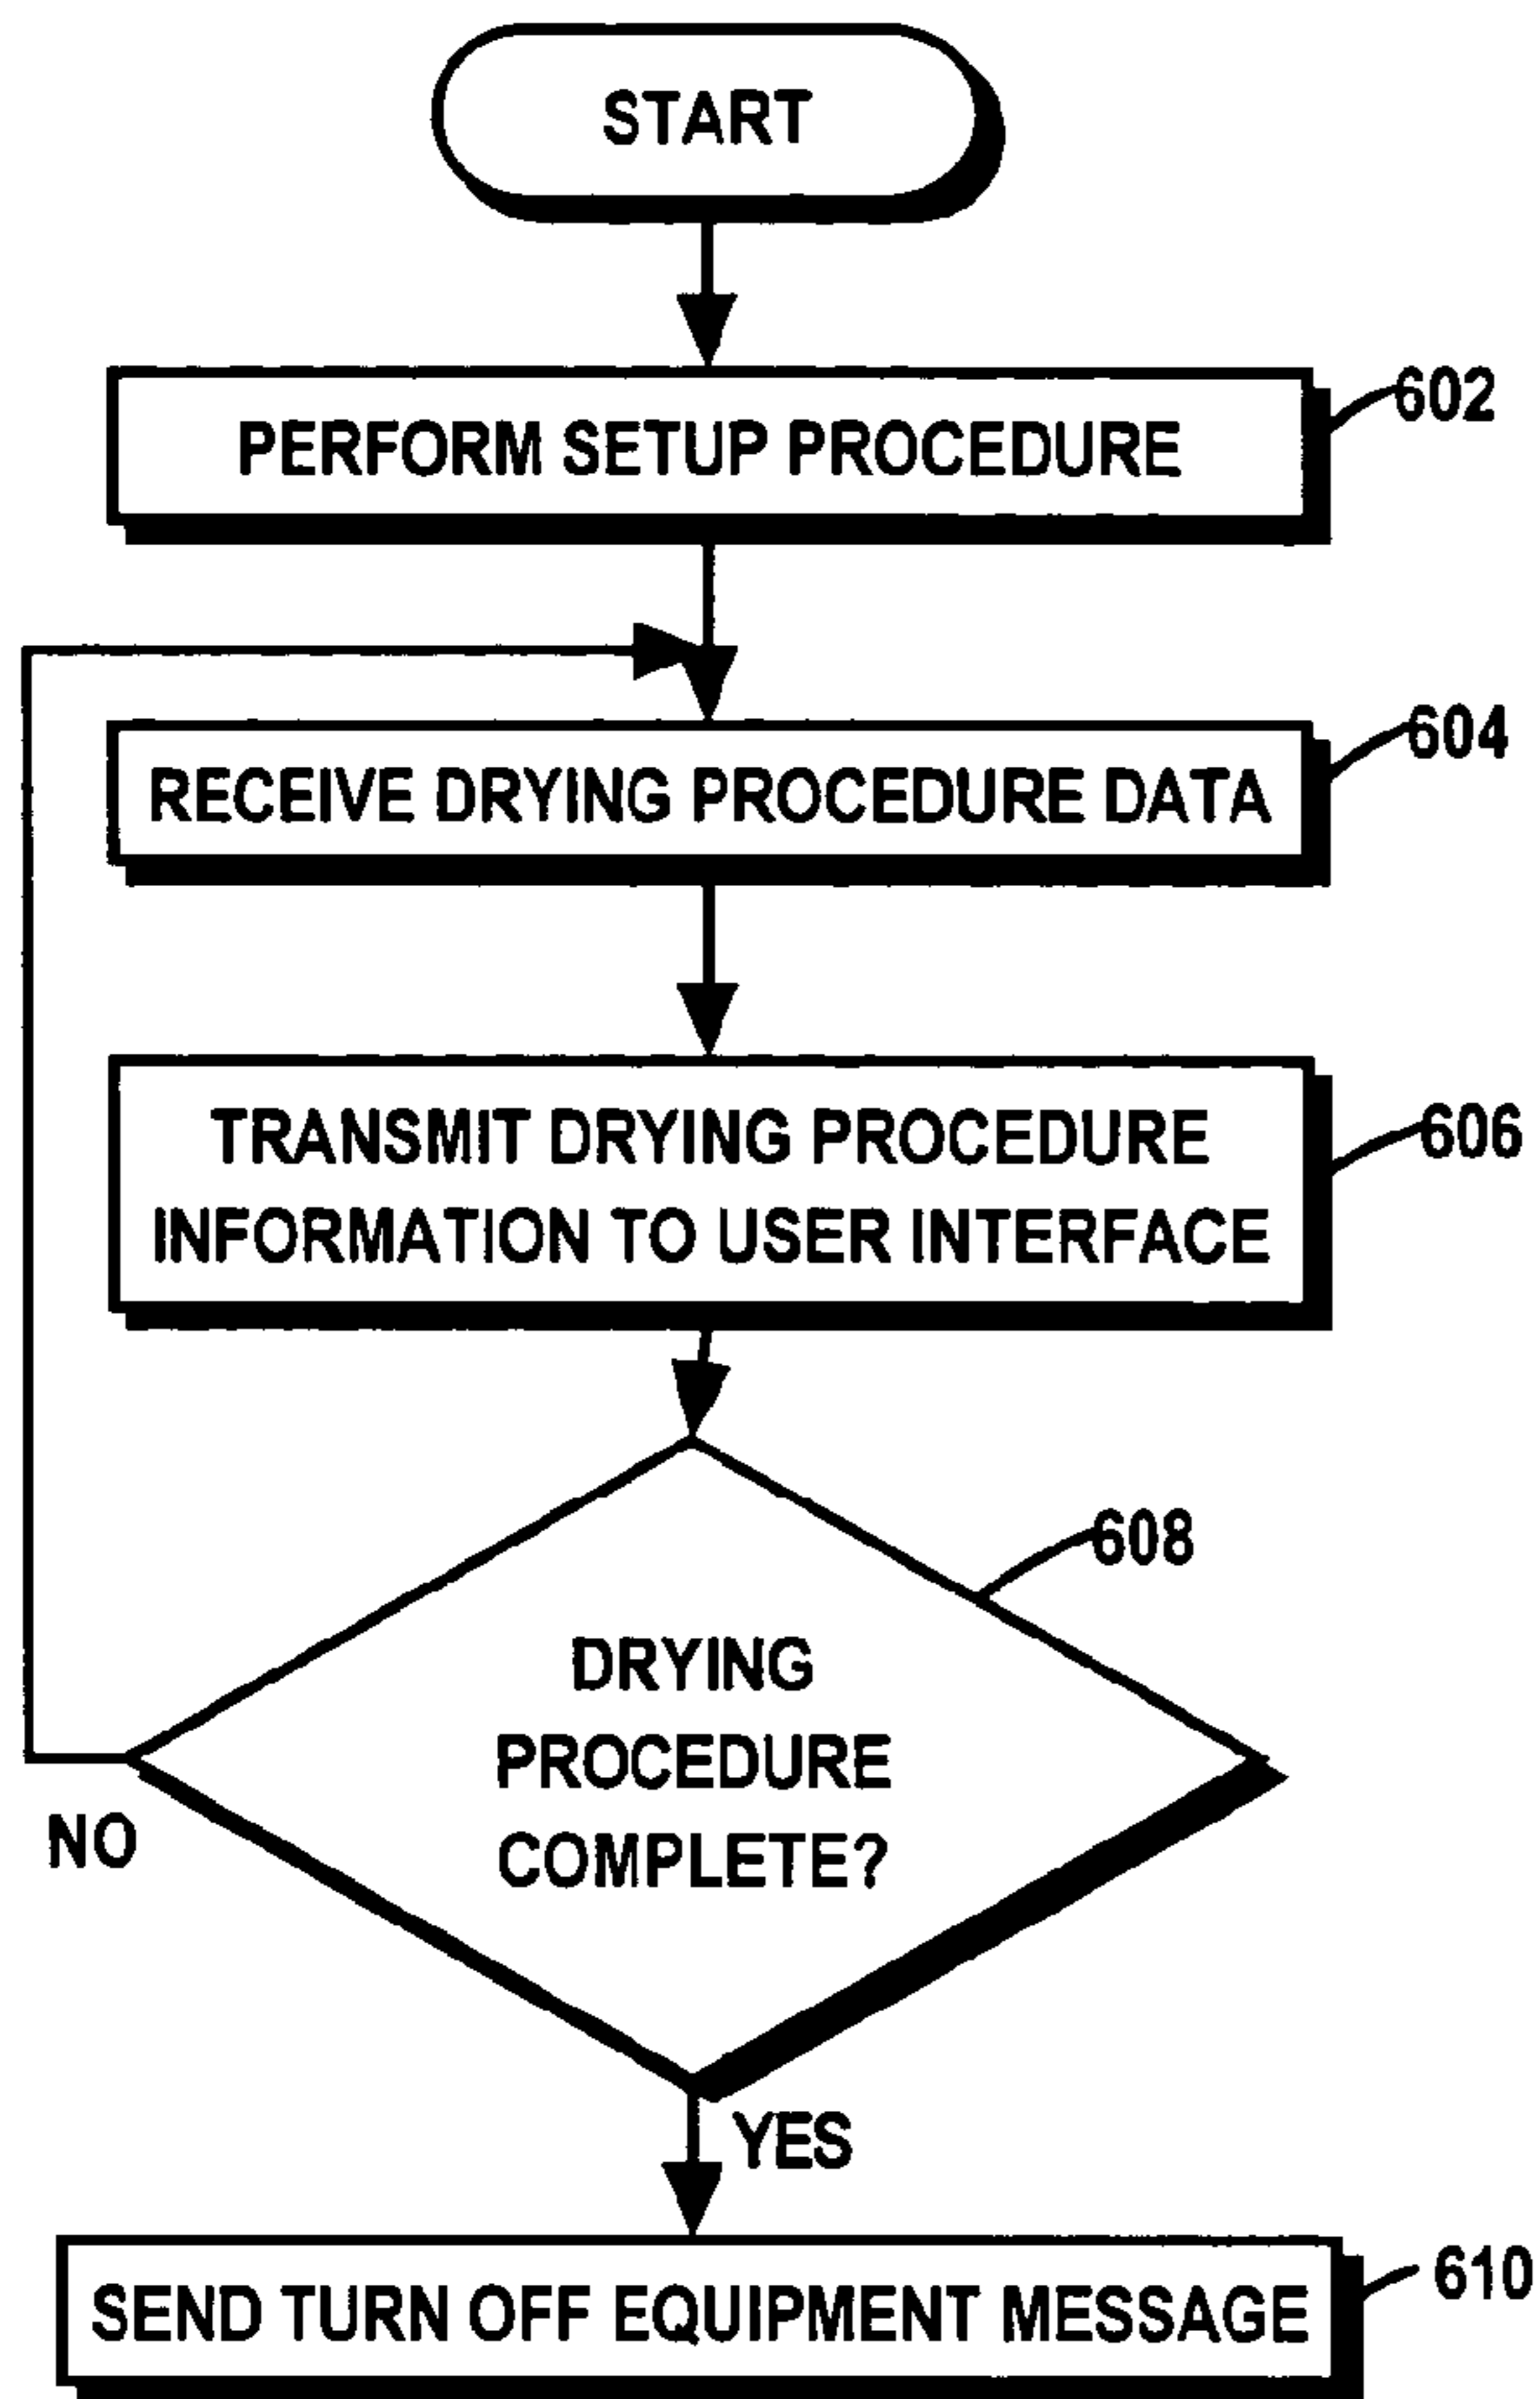 START
602
PERFORM SETUP PROCEDURE
604
RECEIVE DRYING PROCEDURE DATA
606
TRANSMIT DRYING PROCEDURE
INFORMATION TO USER INTERFACE
608
DRYING
PROCEDURE
COMPLETE?
NO
YES
610
SEND TURN OFF EQUIPMENT MESSAGE